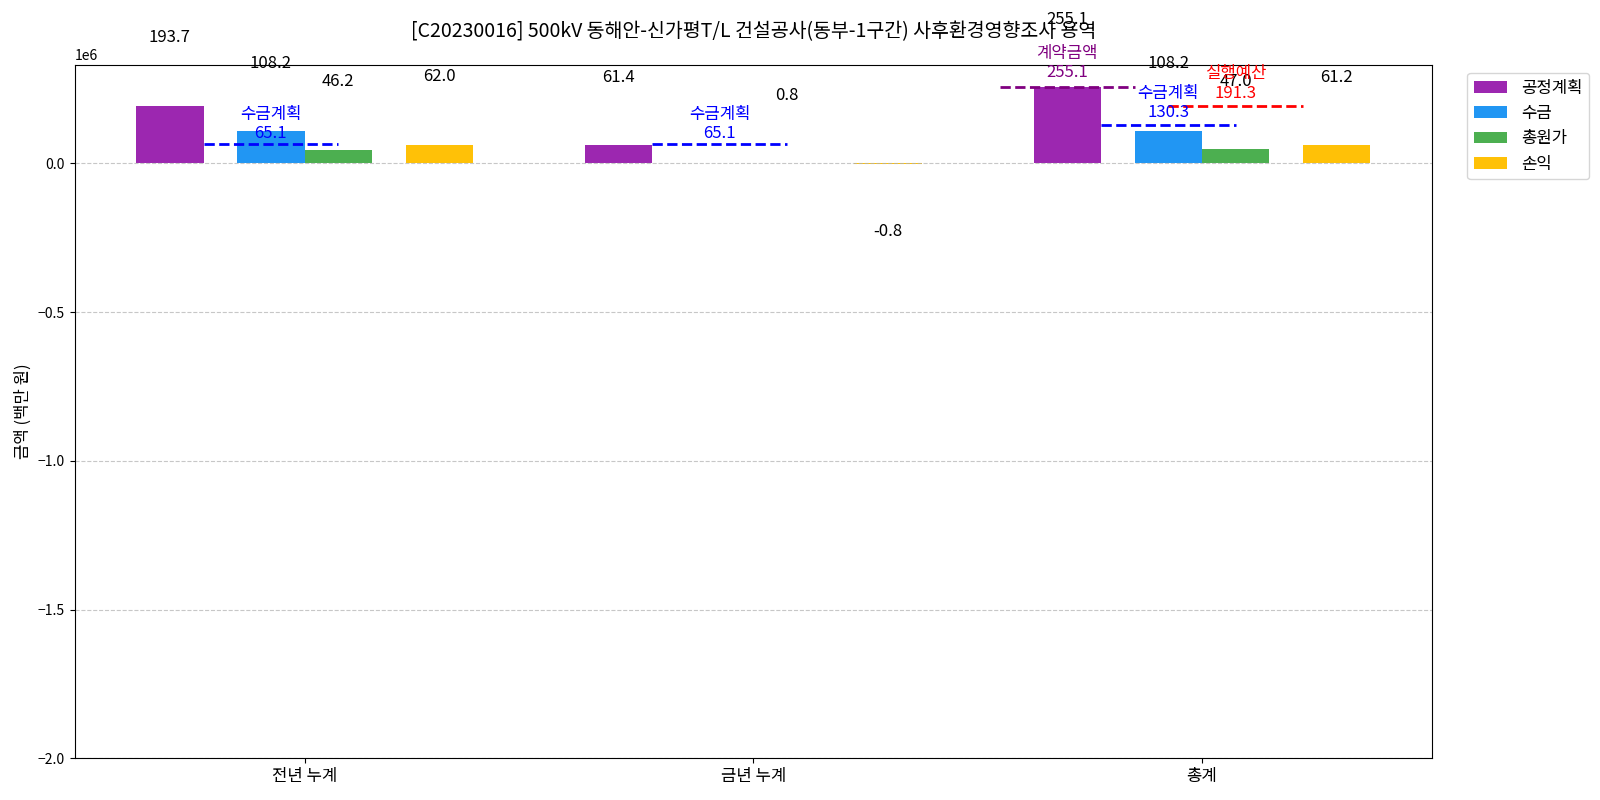 [C20230016] 500kV 동해안-신가평T/L 건설공사(동부-1구간) 사후환경영향조사 용역
1e6
금액 (백만 원)
0.0
−0.5
−1.0
−1.5
−2.0
193.7
108.2
46.2
62.0
수금계획
65.1
61.4
수금계획
65.1
0.8
-0.8
255.1
계약금액
255.1
108.2
수금계획
130.3
47.0
실행예산
191.3
61.2
전년 누계
금년 누계
총계
공정계획
수금
총원가
손익